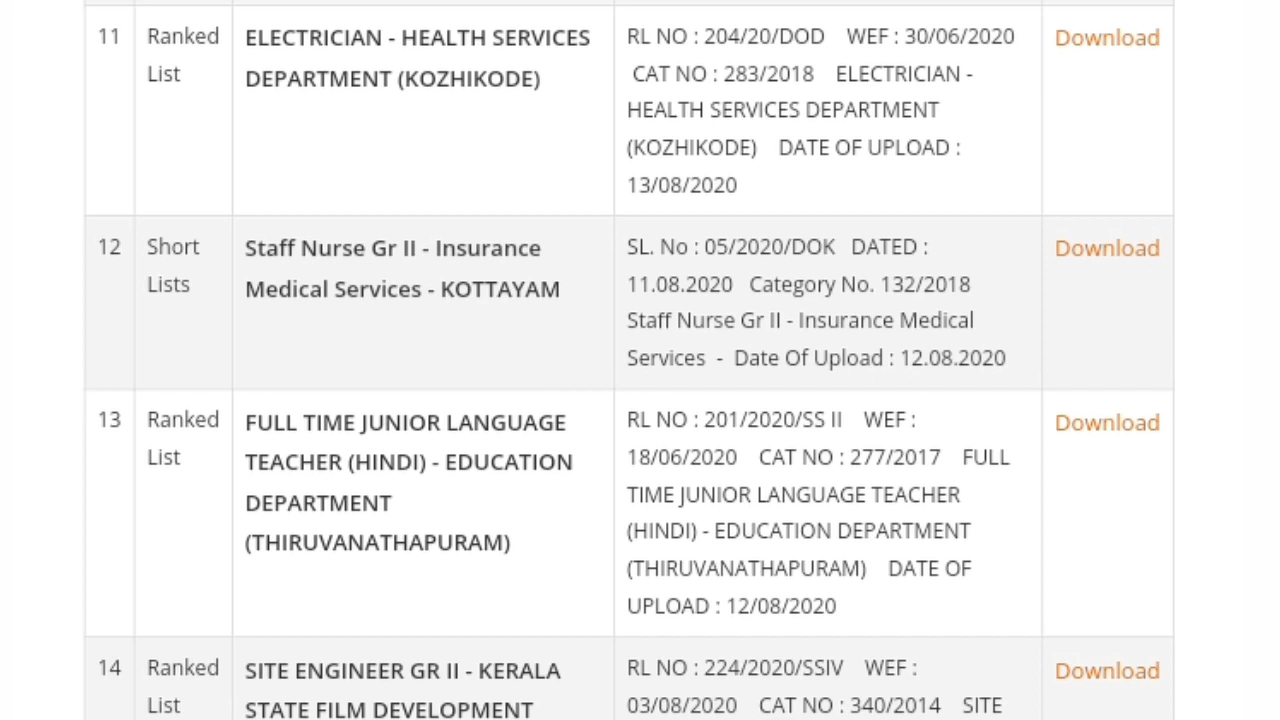 11
Ranked
List
ELECTRICIAN - HEALTH SERVICES
DEPARTMENT (KOZHIKODE)
RL NO : 204/20/DOD WEF : 30/06/2020
CAT NO : 283/2018 ELECTRICIAN -
HEALTH SERVICES DEPARTMENT
(KOZHIKODE) DATE OF UPLOAD :
13/08/2020
Download
12
Short
Lists
Staff Nurse Gr II - Insurance
Medical Services - KOTTAYAM
SL. No : 05/2020/DOK DATED :
11.08.2020 Category No. 132/2018
Staff Nurse Gr II - Insurance Medical
Services - Date Of Upload : 12.08.2020
Download
13
Ranked
List
FULL TIME JUNIOR LANGUAGE
TEACHER (HINDI) - EDUCATION
DEPARTMENT
(THIRUVANATHAPURAM)
RL NO : 201/2020/SS II WEF :
18/06/2020 CAT NO : 277/2017 FULL
TIME JUNIOR LANGUAGE TEACHER
(HINDI) - EDUCATION DEPARTMENT
(THIRUVANATHAPURAM) DATE OF
UPLOAD : 12/08/2020
Download
14
Ranked
List
SITE ENGINEER GR II - KERALA
STATE FILM DEVELOPMENT
RL NO : 224/2020/SSIV WEF :
03/08/2020 CAT NO : 340/2014 SITE
Download